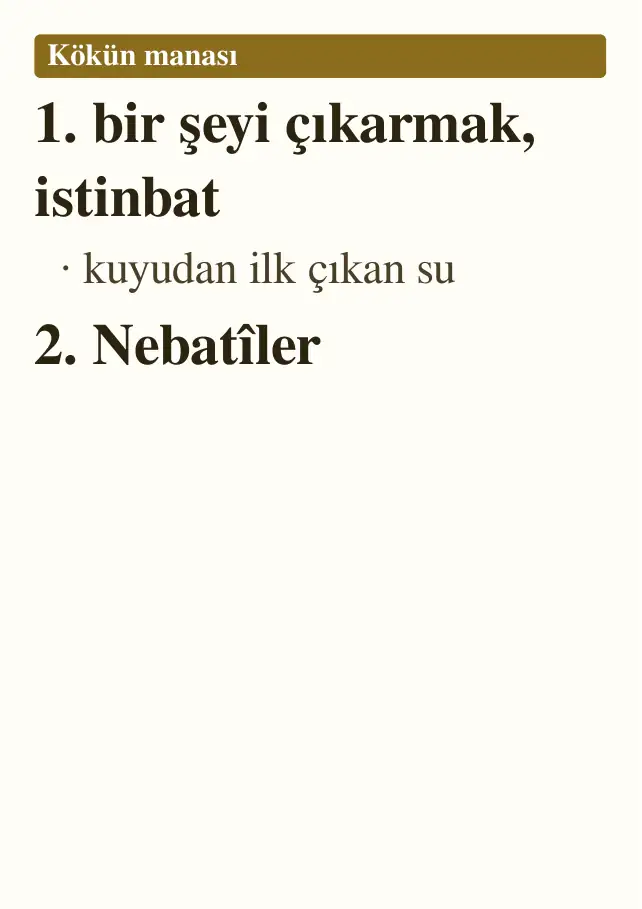 Kökün manası
1. bir şeyi çıkarmak,
istinbat
· kuyudan ilk çıkan su
2. Nebatîler